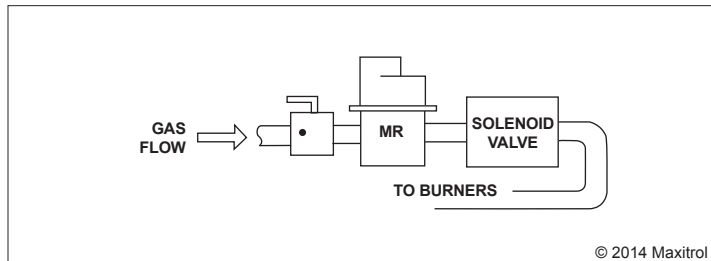 GAS
FLOW
MR
SOLENOID
VALVE
TO BURNERS
© 2014 Maxitrol